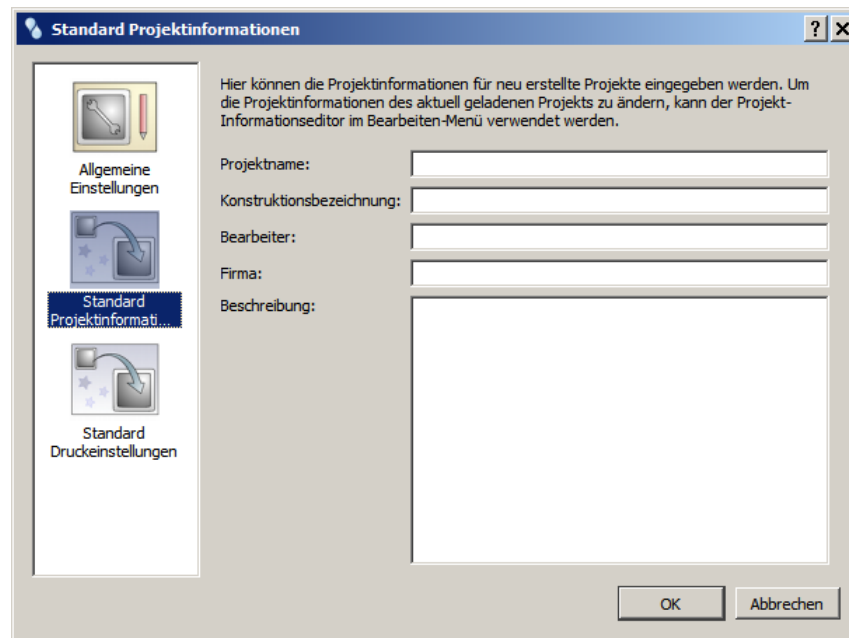 Standard Projektinformationen
?
Allgemeine
Einstellungen
Standard
Projektinformati...
Standard
Druckeinstellungen
Hier können die Projektinformationen für neu erstellte Projekte eingegeben werden. Um
die Projektinformationen des aktuell geladenen Projekts zu ändern, kann der Projekt-
Informationseditor im Bearbeiten-Menü verwendet werden.
Projektname:
Konstruktionsbezeichnung:
Bearbeiter:
Firma:
Beschreibung:
OK
Abbrechen